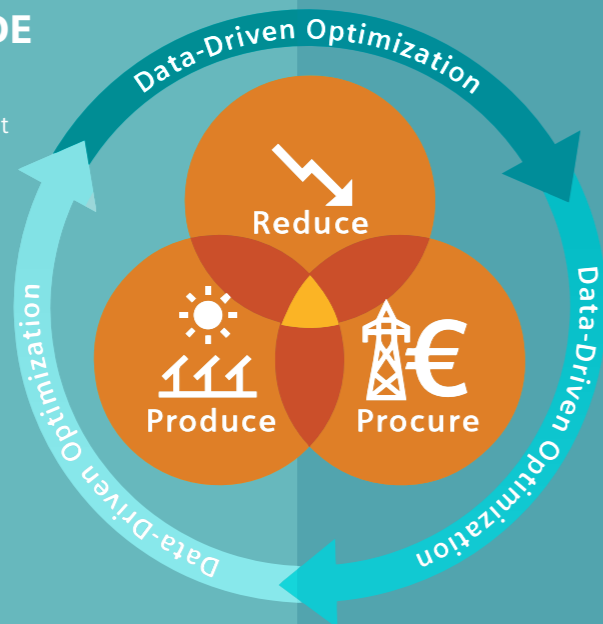 DE
t
Data-Driven Optimization
Reduce
Produce
Procure
€
Data-Driven Optimization
Data-Driven Optimization